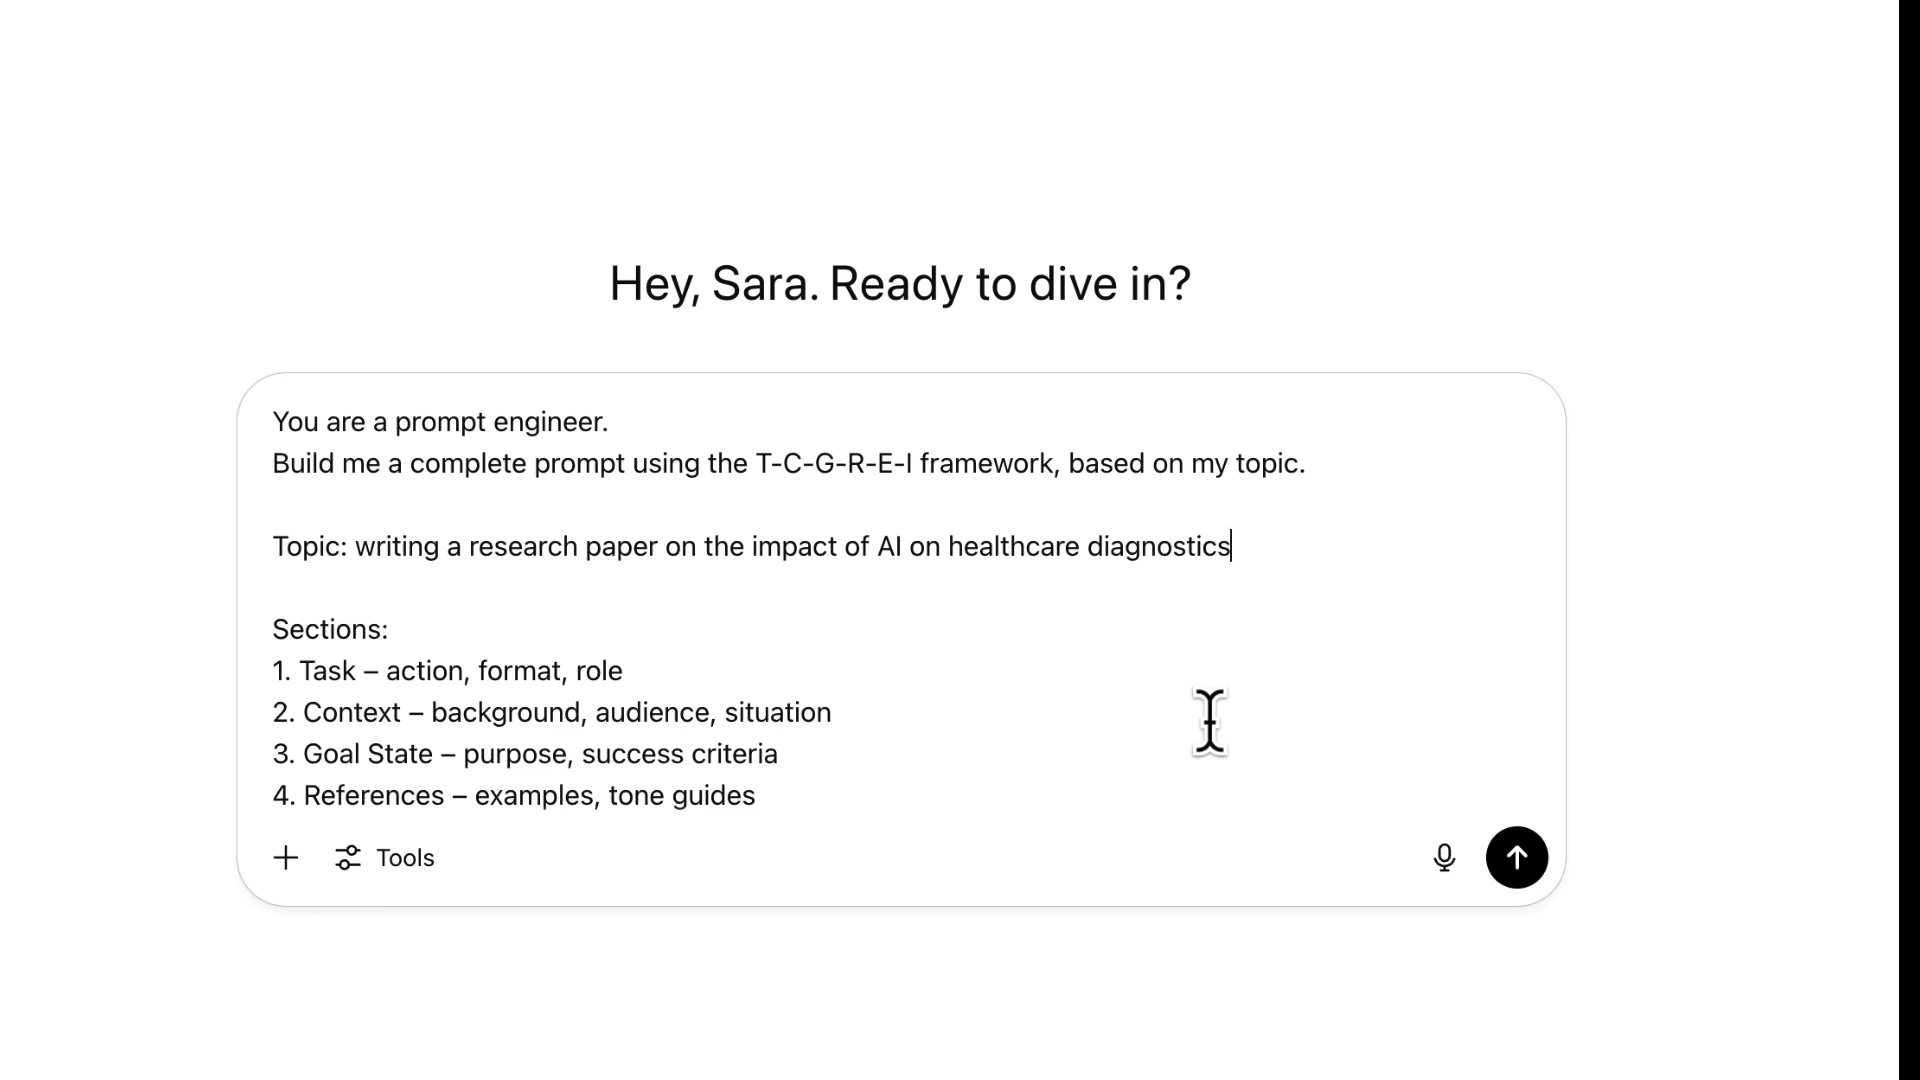 Hey, Sara. Ready to dive in?
You are a prompt engineer.
Build me a complete prompt using the T-C-G-R-E-I framework, based on my topic.
Topic: writing a research paper on the impact of AI on healthcare diagnostics
Sections:
1. Task – action, format, role
2. Context – background, audience, situation
3. Goal State – purpose, success criteria
4. References – examples, tone guides
Tools